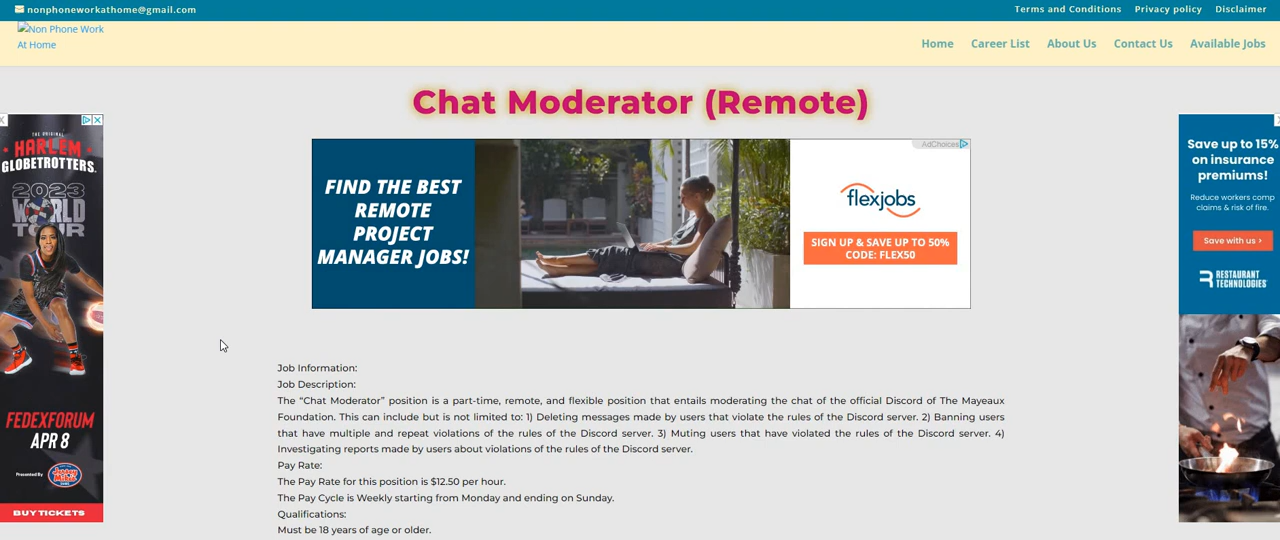 nonphoneworkathome@gmail.com
Terms and Conditions Privacy policy Disclaimer
Non Phone Work
At Home
Home Career List About Us Contact Us Available Jobs
Chat Moderator (Remote)
THE ORIGINAL
HARLEM
GLOBETROTTERS.
2023
WORLD
TOUR
FEDEXFORUM
APR 8
Presented By
Jersey Mike's
SUBS
BUY TICKETS
AdChoices
FIND THE BEST
REMOTE
PROJECT
MANAGER JOBS!
flexjobs
SIGN UP & SAVE UP TO 50%
CODE: FLEX50
Save up to 15%
on insurance
premiums!
Reduce workers comp
claims & risk of fire.
Save with us >
RESTAURANT
TECHNOLOGIES
Job Information:
Job Description:
The “Chat Moderator” position is a part-time, remote, and flexible position that entails moderating the chat of the official Discord of The Mayeaux
Foundation. This can include but is not limited to: 1) Deleting messages made by users that violate the rules of the Discord server. 2) Banning users
that have multiple and repeat violations of the rules of the Discord server. 3) Muting users that have violated the rules of the Discord server. 4)
Investigating reports made by users about violations of the rules of the Discord server.
Pay Rate:
The Pay Rate for this position is $12.50 per hour.
The Pay Cycle is Weekly starting from Monday and ending on Sunday.
Qualifications:
Must be 18 years of age or older.